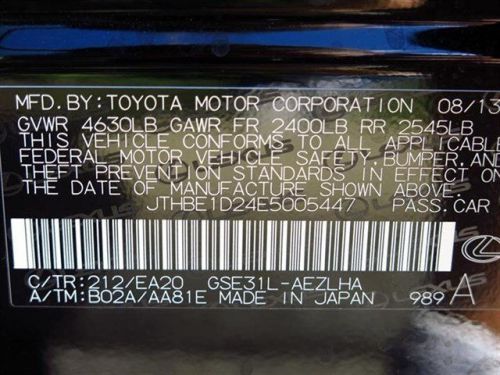 MFD. BY: TOYOTA MOTOR CORPORATION 08/13
GVWR 4630LB GAWR FR 2400LB RR 2545LB
THIS VEHICLE CONFORMS TO ALL APPLICABLE
FEDERAL MOTOR VEHICLE SAFETY, BUMPER, AND
THEFT PREVENTION STANDARDS IN EFFECT ON
THE DATE OF MANUFACTURE SHOWN ABOVE.
JTHBE1D24E5005447 PASS.CAR
C/TR:212/EA20 GSE31L-AEZLHA
A/TM:B02A/AA81E MADE IN JAPAN 989 A
LEXUS